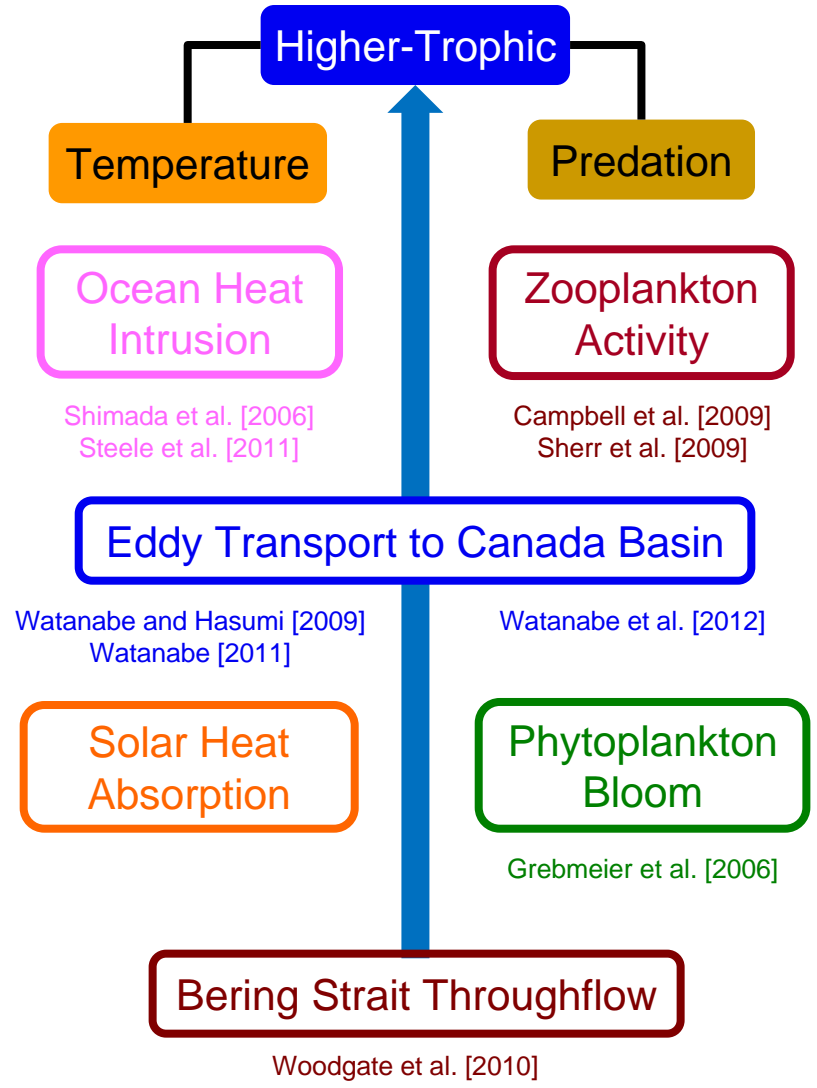 Higher-Trophic
Temperature
Predation
Ocean Heat
Intrusion
Zooplankton
Activity
Shimada et al. [2006]
Steele et al. [2011]
Campbell et al. [2009]
Sherr et al. [2009]
Eddy Transport to Canada Basin
Watanabe and Hasumi [2009]
Watanabe [2011]
Watanabe et al. [2012]
Solar Heat
Absorption
Phytoplankton
Bloom
Grebmeier et al. [2006]
Bering Strait Throughflow
Woodgate et al. [2010]